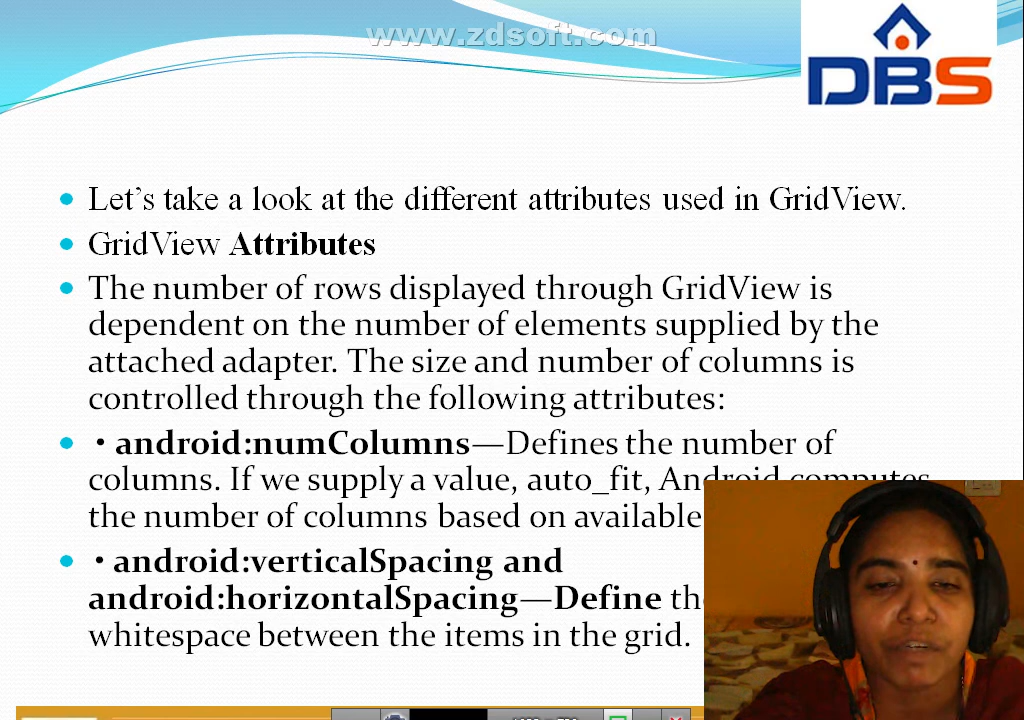 www.zdsoft.com
DBS
Let's take a look at the different attributes used in GridView.
GridView Attributes
The number of rows displayed through GridView is
dependent on the number of elements supplied by the
attached adapter. The size and number of columns is
controlled through the following attributes:
• android:numColumns—Defines the number of
columns. If we supply a value, auto_fit, Android computes
the number of columns based on available
• android:verticalSpacing and
android:horizontalSpacing—Define the
whitespace between the items in the grid.